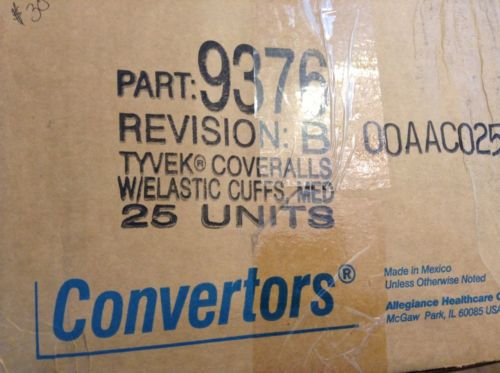 $30
PART: 9376
REVISION: B 00AAC025
TYVEK® COVERALLS
W/ELASTIC CUFFS, MED
25 UNITS
Convertors®
Made in Mexico
Unless Otherwise Noted
Allegiance Healthcare
McGaw Park, IL 60085 USA